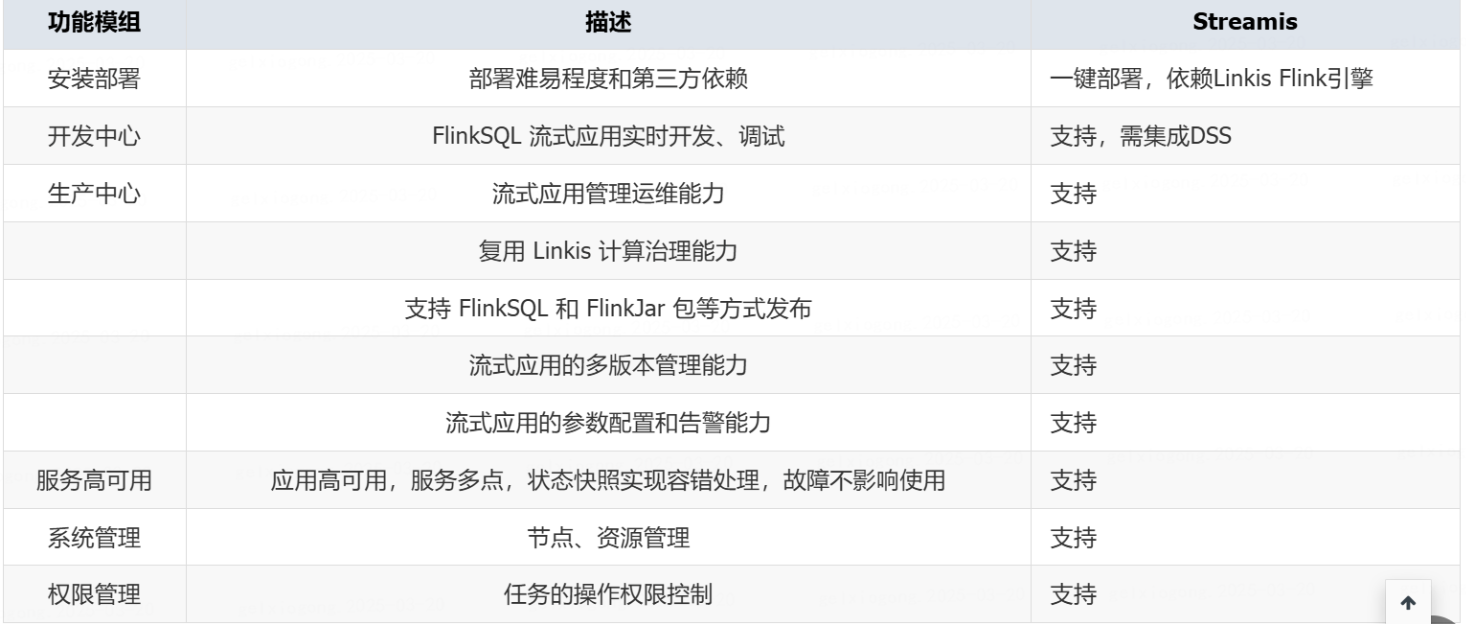 功能模组 描述 Streamis
安装部署 部署难易程度和第三方依赖 一键部署，依赖Linkis Flink引擎
开发中心 FlinkSQL 流式应用实时开发、调试 支持，需集成DSS
生产中心 流式应用管理运维能力 支持
复用 Linkis 计算治理能力 支持
支持 FlinkSQL 和 FlinkJar 包等方式发布 支持
流式应用的多版本管理能力 支持
流式应用的参数配置和告警能力 支持
服务高可用 应用高可用，服务多点，状态快照实现容错处理，故障不影响使用 支持
系统管理 节点、资源管理 支持
权限管理 任务的操作权限控制 支持